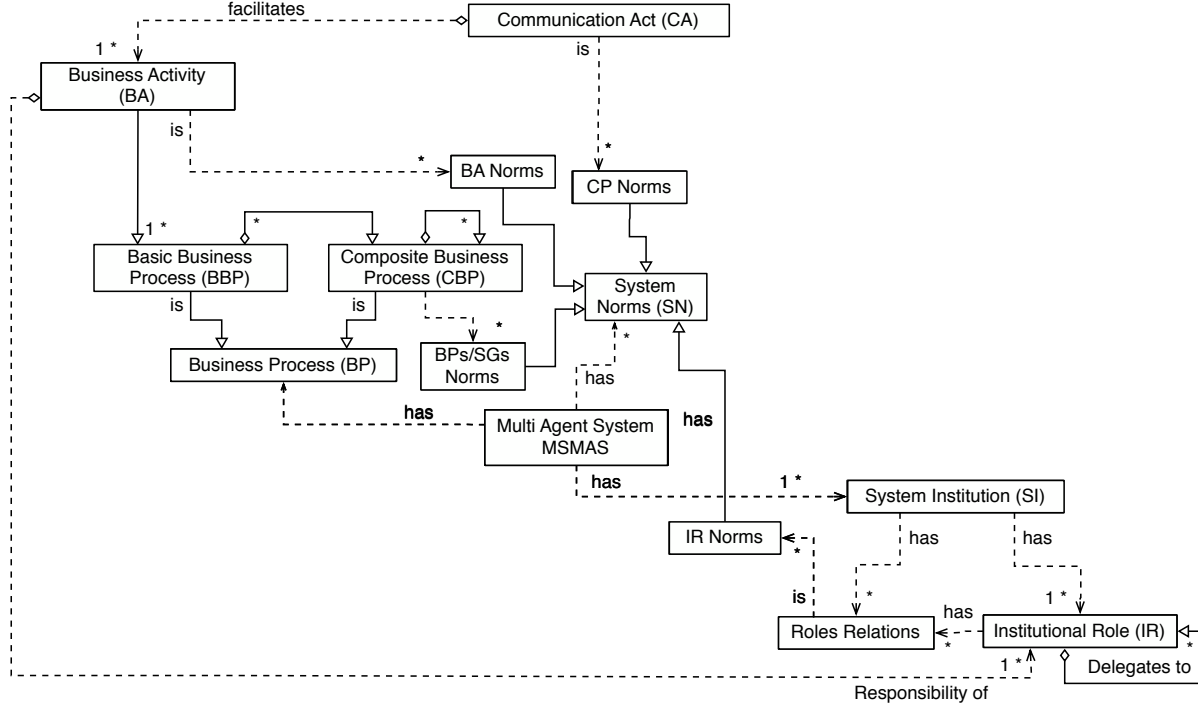 facilitates
Communication Act (CA)
1 *
is
Business Activity
(BA)
is
*
*
BA Norms
CP Norms
1 *
*
*
Basic Business
Process (BBP)
Composite Business
Process (CBP)
System
Norms (SN)
is
is
*
*
Business Process (BP)
BPs/SGs
Norms
has
has
has
Multi Agent System
MSMAS
has
1 *
System Institution (SI)
IR Norms
*
has
has
is
*
1 *
has
Roles Relations
*
Institutional Role (IR)
*
1 *
Delegates to
Responsibility of